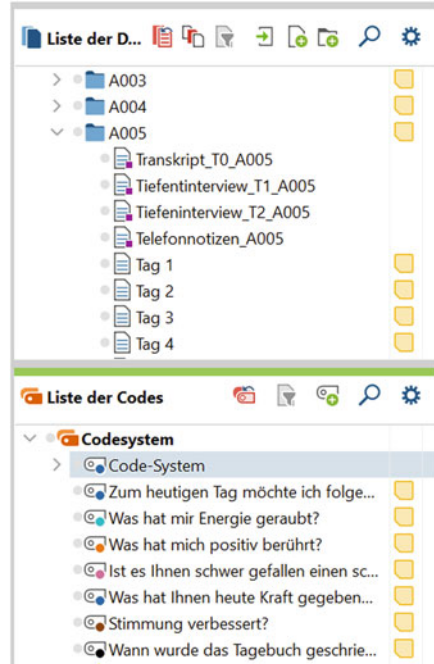 Liste der D...
A003
A004
A005
Transkript_T0_A005
Tiefentinterview_T1_A005
Tiefeninterview_T2_A005
Telefonnotizen_A005
Tag 1
Tag 2
Tag 3
Tag 4
Liste der Codes
Codesystem
Code-System
Zum heutigen Tag möchte ich folge...
Was hat mir Energie geraubt?
Was hat mich positiv berührt?
Ist es Ihnen schwer gefallen einen sc...
Was hat Ihnen heute Kraft gegeben...
Stimmung verbessert?
Wann wurde das Tagebuch geschrie...